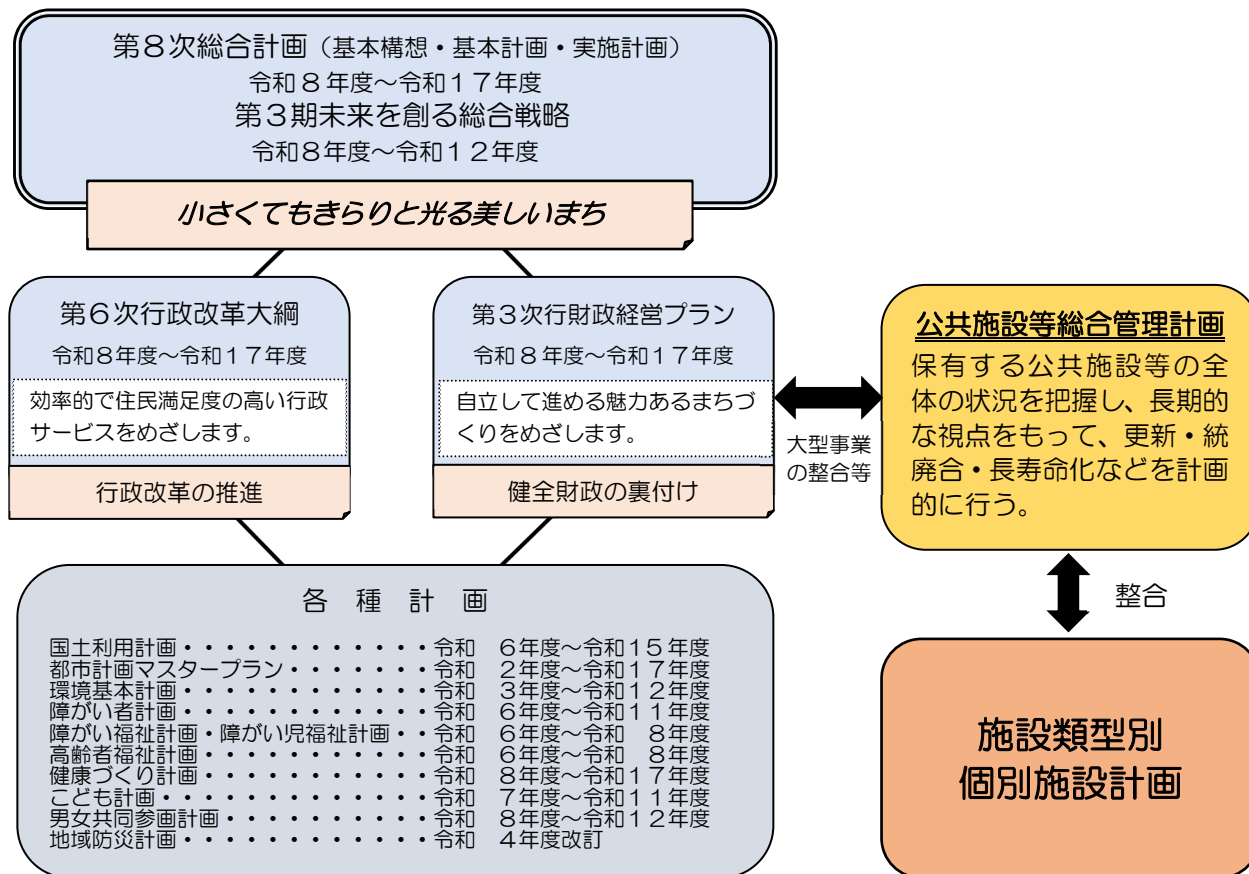 第８次総合計画（基本構想・基本計画・実施計画）
令和８年度～令和１７年度
第３期未来を創る総合戦略
令和８年度～令和１２年度
小さくてもきらりと光る美しいまち
第６次行政改革大綱
令和８年度～令和１７年度
効率的で住民満足度の高い行政
サービスをめざします。
行政改革の推進
第３次行財政経営プラン
令和８年度～令和１７年度
自立して進める魅力あるまちづ
くりをめざします。
健全財政の裏付け
大型事業
の整合等
公共施設等総合管理計画
保有する公共施設等の全
体の状況を把握し、長期的
な視点をもって、更新・統
廃合・長寿命化などを計画
的に行う。
整合
施設類型別
個別施設計画
各　種　計　画
国土利用計画・・・・・・・・・・・・・令和　６年度～令和１５年度
都市計画マスタープラン・・・・・・・令和　２年度～令和１７年度
環境基本計画・・・・・・・・・・・・・令和　３年度～令和１２年度
障がい者計画・・・・・・・・・・・・・令和　６年度～令和１１年度
障がい福祉計画・障がい児福祉計画・・令和　６年度～令和　８年度
高齢者福祉計画・・・・・・・・・・・・令和　６年度～令和　８年度
健康づくり計画・・・・・・・・・・・・令和　８年度～令和１７年度
こども計画・・・・・・・・・・・・・・令和　７年度～令和１１年度
男女共同参画計画・・・・・・・・・・・令和　８年度～令和１２年度
地域防災計画・・・・・・・・・・・・・令和　４年度改訂